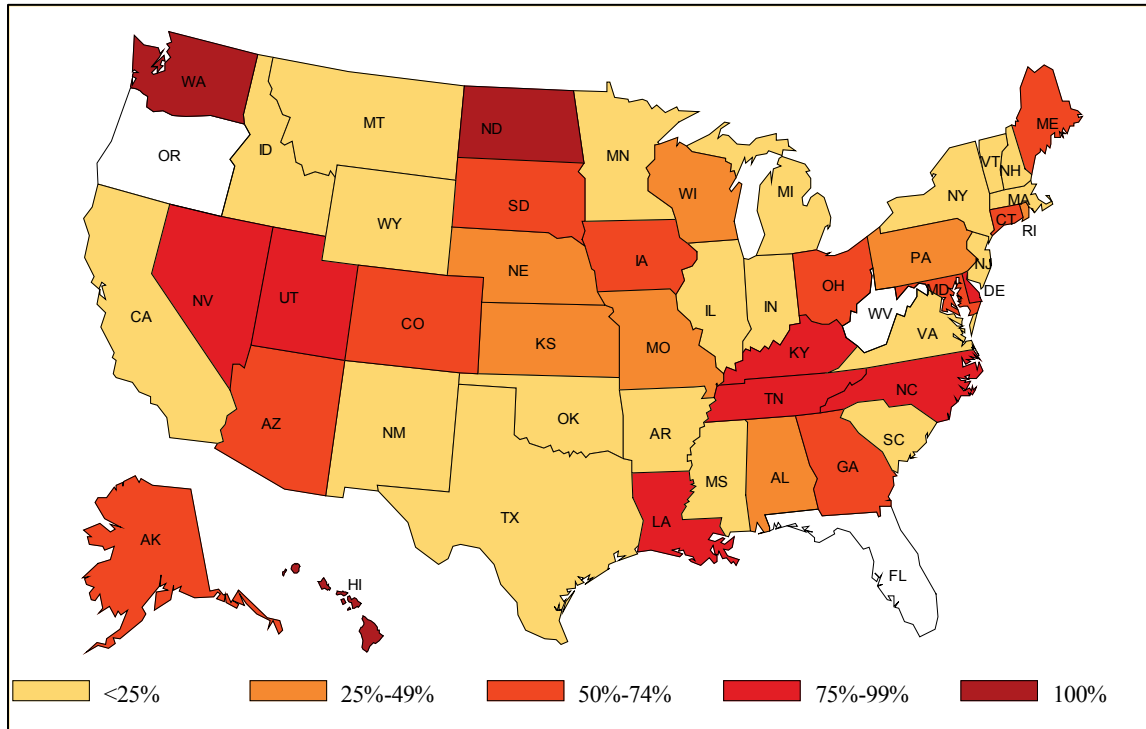 WA
ME
MT
ND
VT
MN
NH
OR
ID
WI
MI
NY
MA
SD
WY
CT
RI
PA
IA
NE
NJ
OH
MD
DE
NV
UT
IL
IN
WV
CA
CO
VA
KS
MO
KY
NC
TN
AZ
OK
NM
AR
SC
GA
MS
AL
TX
LA
AK
FL
HI
<25%
25%-49%
50%-74%
75%-99%
100%